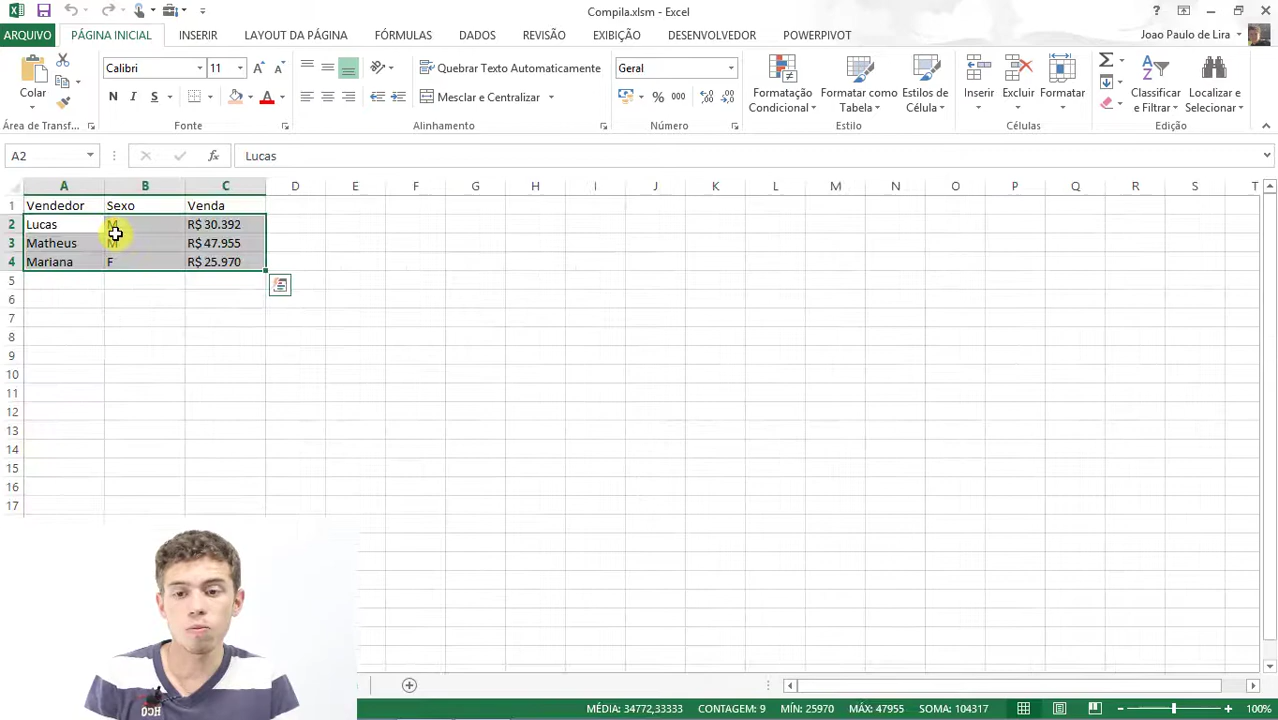 Compila.xlsm - Excel
ARQUIVO PÁGINA INICIAL INSERIR LAYOUT DA PÁGINA FÓRMULAS DADOS REVISÃO EXIBIÇÃO DESENVOLVEDOR POWERPIVOT Joao Paulo de Lira
Calibri 11 Quebrar Texto Automaticamente Geral
Colar N I S Mesclar e Centralizar % 000
Formatação Condicional Formatar como Tabela Estilos de Célula Inserir Excluir Formatar Classificar e Filtrar Localizar e Selecionar
Área de Transf... Fonte Alinhamento Número Estilo Células Edição
A2 fx Lucas
A B C D E F G H I J K L M N O P Q R S T
1 Vendedor Sexo Venda
2 Lucas M R$ 30.392
3 Matheus M R$ 47.955
4 Mariana F R$ 25.970
5
6
7
8
9
10
11
12
13
14
15
16
17
HCO
MÉDIA: 34772,33333 CONTAGEM: 9 MÍN: 25970 MÁX: 47955 SOMA: 104317 100%